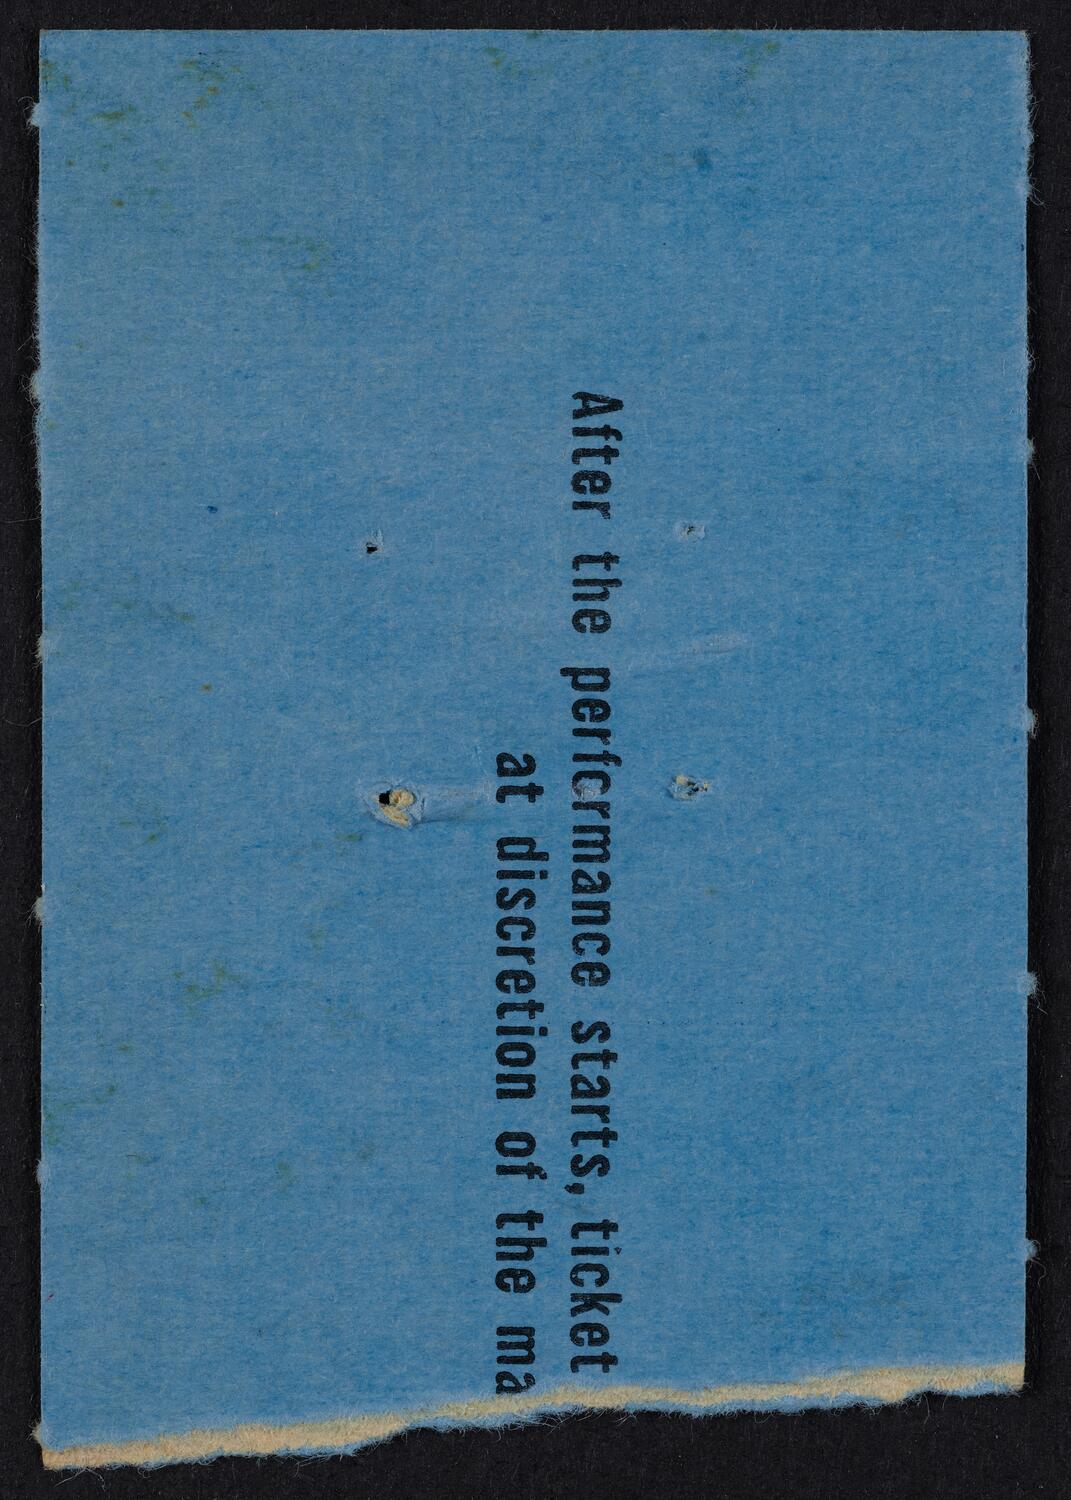 After the performance starts, ticket
at discretion of the ma